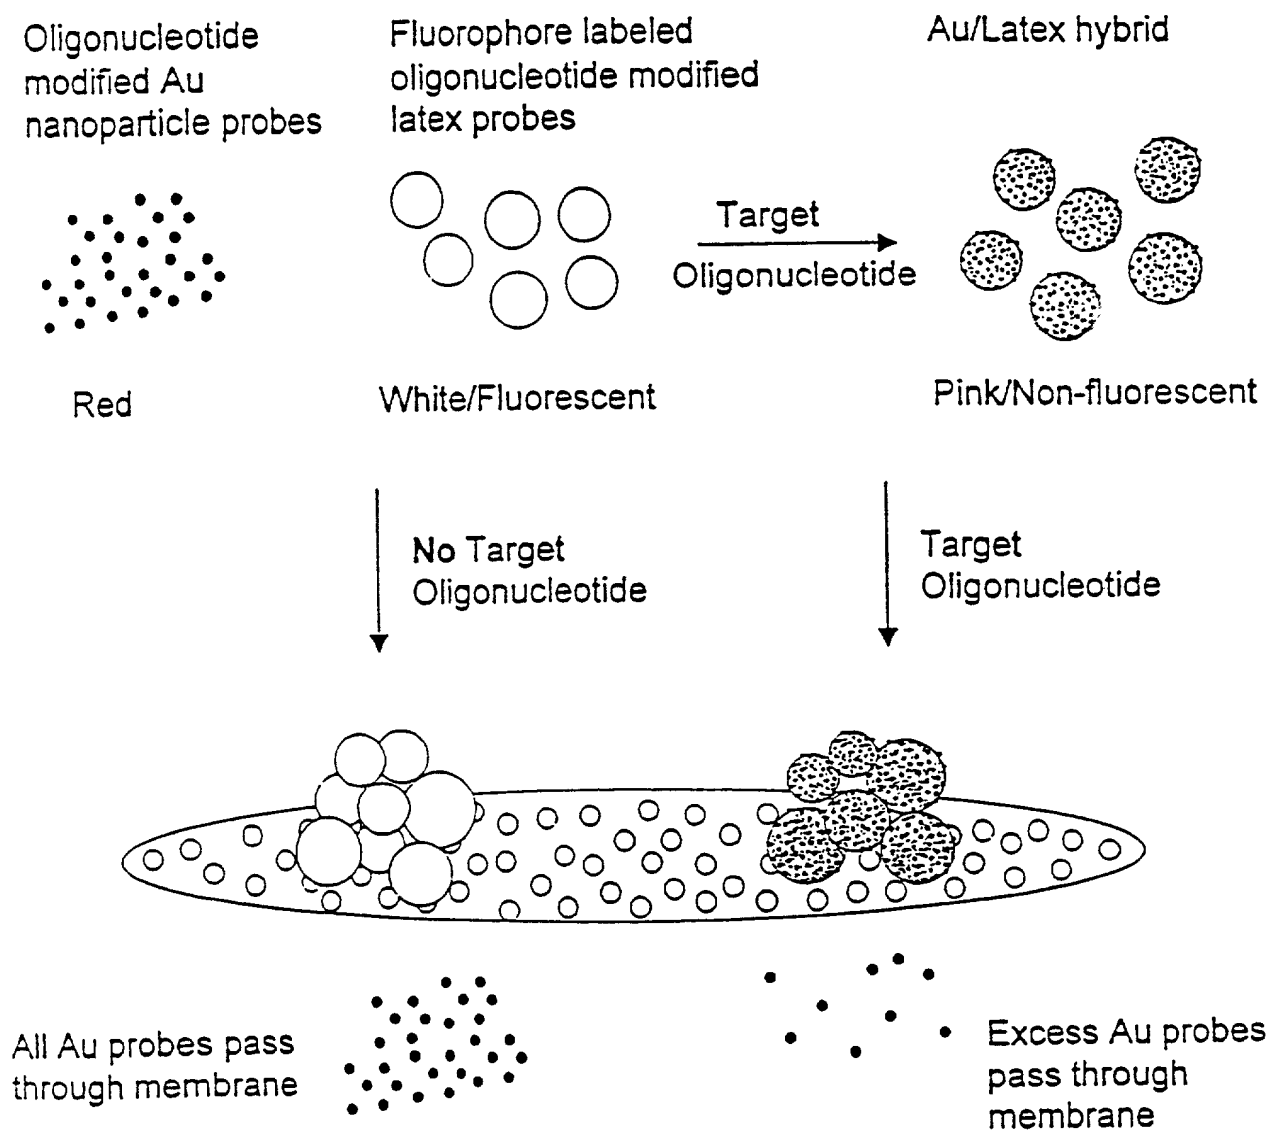 Oligonucleotide
modified Au
nanoparticle probes
Fluorophore labeled
oligonucleotide modified
latex probes
Au/Latex hybrid
Target
Oligonucleotide
Red
White/Fluorescent
Pink/Non-fluorescent
No Target
Oligonucleotide
Target
Oligonucleotide
All Au probes pass
through membrane
Excess Au probes
pass through
membrane